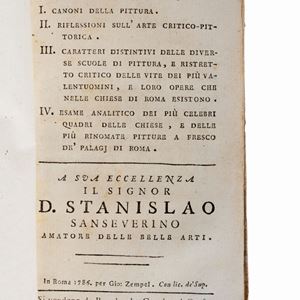 I. CANONI DELLA PITTURA.
II. RIFLESSIONI SULL' ARTE CRITICO-PIT-
TORICA.
III. CARATTERI DISTINTIVI DELLE DIVER-
SE SCUOLE DI PITTURA, E RISTRET-
TO CRITICO DELLE VITE DEI PIÙ VA-
LENTUOMINI, E LORO OPERE CHE
NELLE CHIESE DI ROMA ESISTONO.
IV. ESAME ANALITICO DEI PIÙ CELEBRI
QUADRI DELLE CHIESE, E DELLE
PIÙ RINOMATE PITTURE A FRESCO
DE' PALAGJ DI ROMA.
A SUA ECCELLENZA
IL SIGNOR
D. STANISLAO
SANSEVERINO
AMATORE DELLE BELLE ARTI.
In Roma 1786. per Gio: Zempel. Con lic. de' Sup.